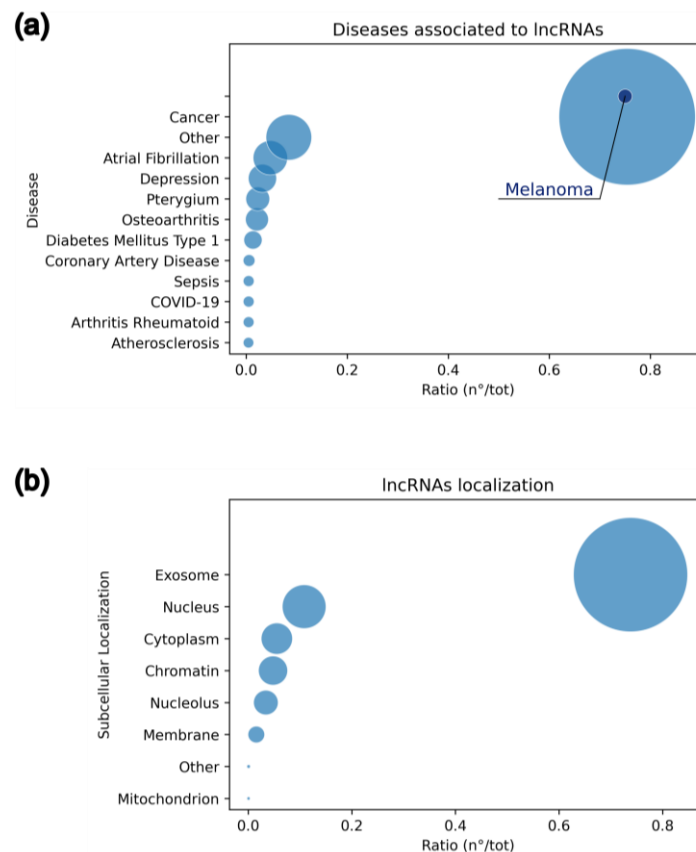 (a)
Diseases associated to lncRNAs
Disease
Cancer
Other
Atrial Fibrillation
Depression
Pterygium
Osteoarthritis
Diabetes Mellitus Type 1
Coronary Artery Disease
Sepsis
COVID-19
Arthritis Rheumatoid
Atherosclerosis
Melanoma
0.0 0.2 0.4 0.6 0.8
Ratio (n°/tot)
(b)
lncRNAs localization
Subcellular Localization
Exosome
Nucleus
Cytoplasm
Chromatin
Nucleolus
Membrane
Other
Mitochondrion
0.0 0.2 0.4 0.6 0.8
Ratio (n°/tot)